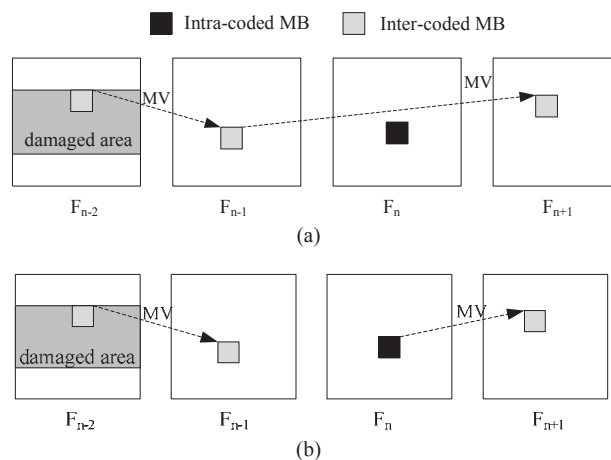 Intra-coded MB Inter-coded MB
MV MV
damaged area
Fn-2 Fn-1 Fn Fn+1
(a)
MV MV
damaged area
Fn-2 Fn-1 Fn Fn+1
(b)